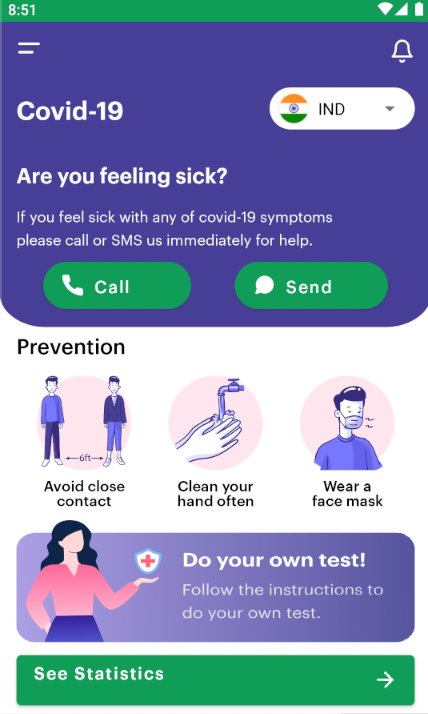 8:51
Covid-19
IND
Are you feeling sick?
If you feel sick with any of covid-19 symptoms
please call or SMS us immediately for help.
Call
Send
Prevention
6ft
Avoid close
contact
Clean your
hand often
Wear a
face mask
Do your own test!
Follow the instructions to
do your own test.
See Statistics